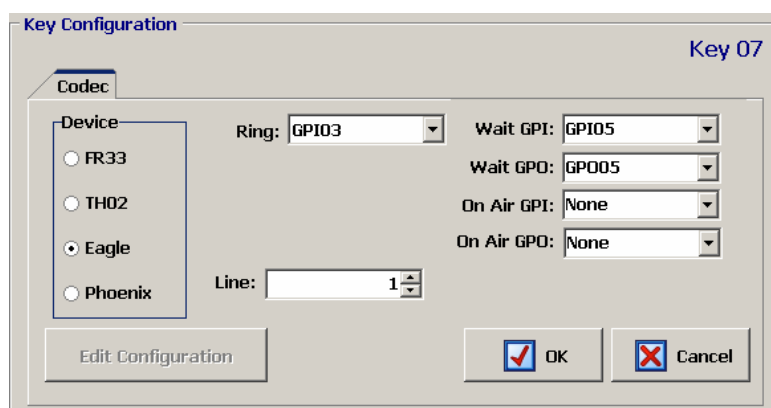 Key Configuration
Key 07
Codec
Device
FR33
TH02
Eagle
Phoenix
Ring: GPIO3
Line: 1
Wait GPI: GPIO5
Wait GPO: GPO05
On Air GPI: None
On Air GPO: None
Edit Configuration
OK
Cancel